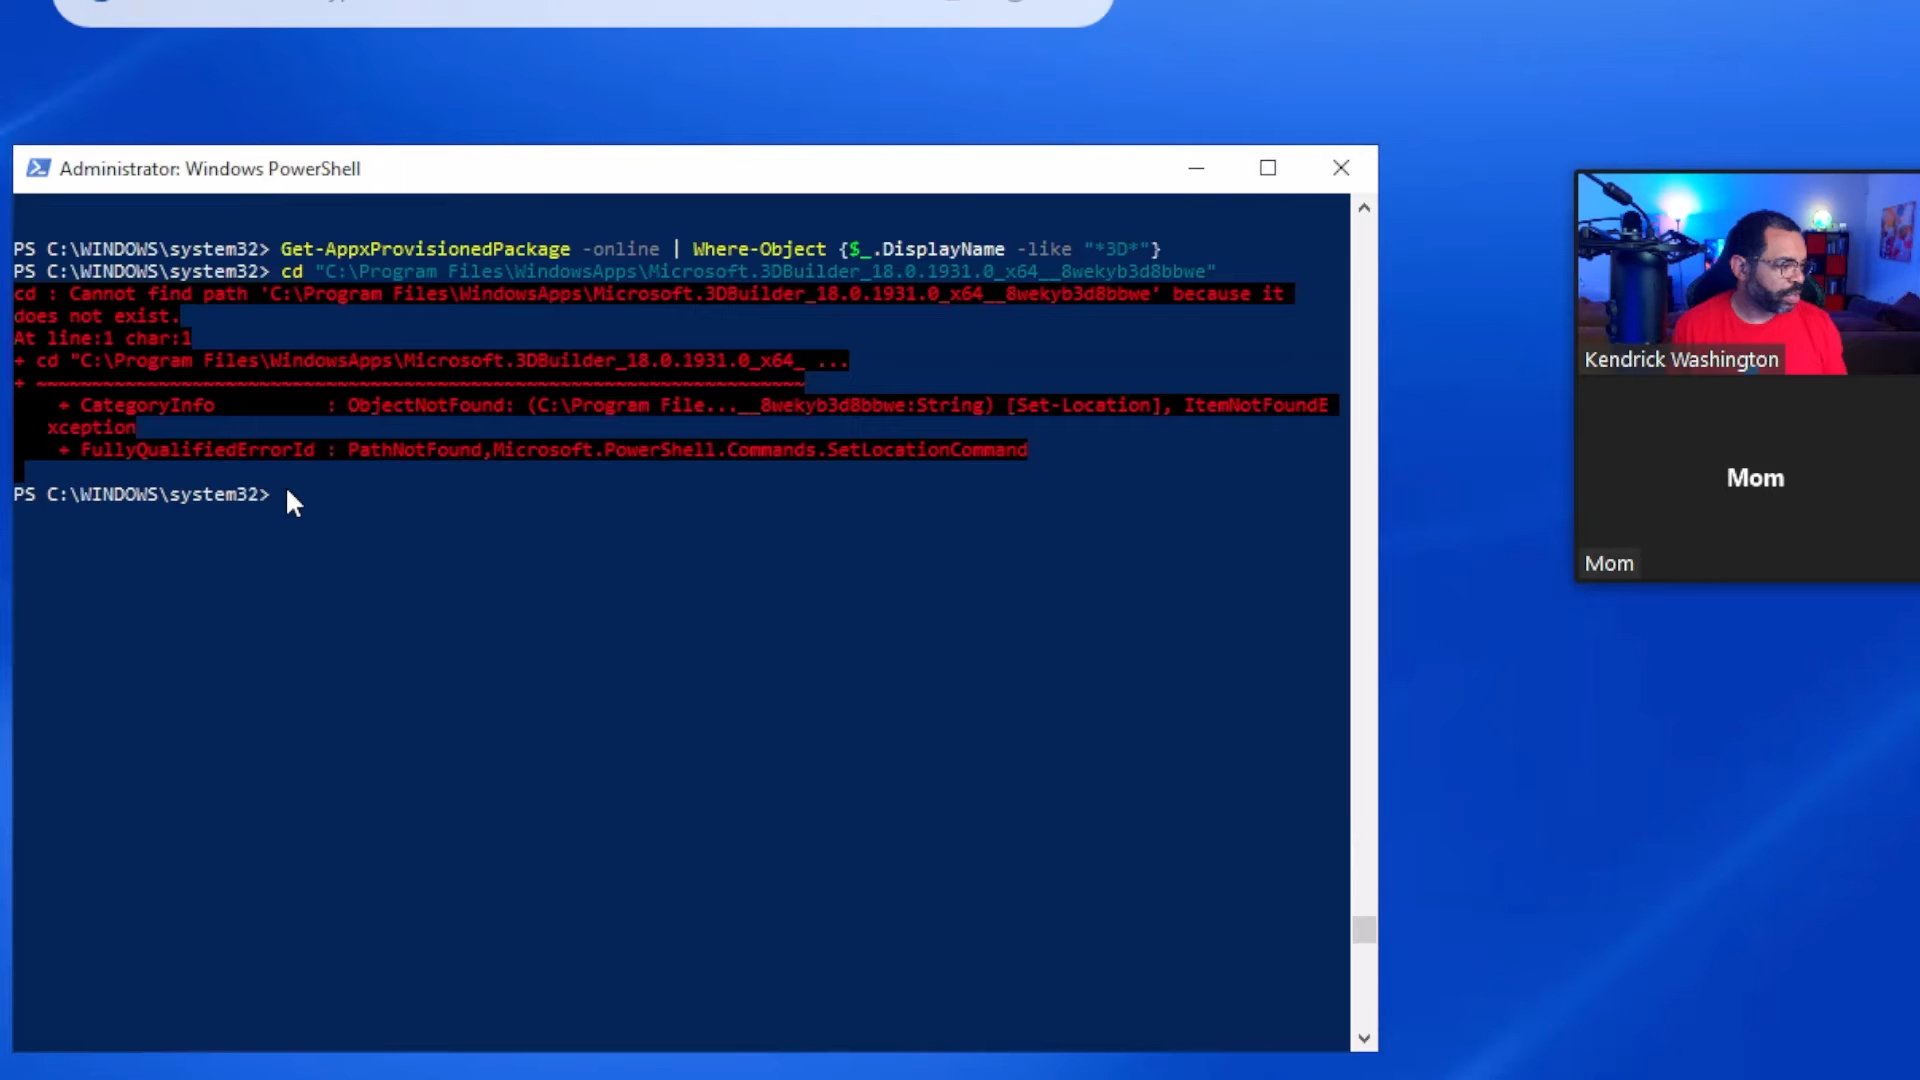 Administrator: Windows PowerShell
PS C:\WINDOWS\system32> Get-AppxProvisionedPackage -online | Where-Object {$_.DisplayName -like "*3D*"}
PS C:\WINDOWS\system32> cd "C:\Program Files\WindowsApps\Microsoft.3DBuilder_18.0.1931.0_x64__8wekyb3d8bbwe"
cd : Cannot find path 'C:\Program Files\WindowsApps\Microsoft.3DBuilder_18.0.1931.0_x64__8wekyb3d8bbwe' because it
does not exist.
At line:1 char:1
+ cd "C:\Program Files\WindowsApps\Microsoft.3DBuilder_18.0.1931.0_x64_ ...
+ ~~~~~~~~~~~~~~~~~~~~~~~~~~~~~~~~~~~~~~~~~~~~~~~~~~~~~~~~~~~~~~~~~~~~~
+ CategoryInfo : ObjectNotFound: (C:\Program File...__8wekyb3d8bbwe:String) [Set-Location], ItemNotFoundE
xception
+ FullyQualifiedErrorId : PathNotFound,Microsoft.PowerShell.Commands.SetLocationCommand
PS C:\WINDOWS\system32>
Kendrick Washington
Mom
Mom